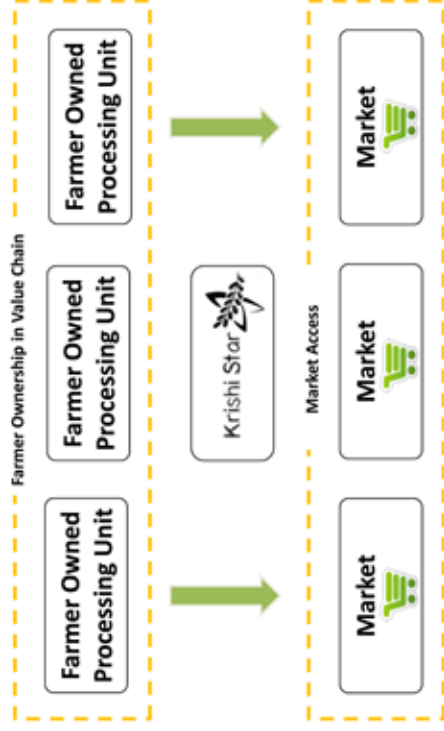 Farmer Ownership in Value Chain
Farmer Owned
Processing Unit
Farmer Owned
Processing Unit
Farmer Owned
Processing Unit
Krishi Star
Market Access
Market
Market
Market